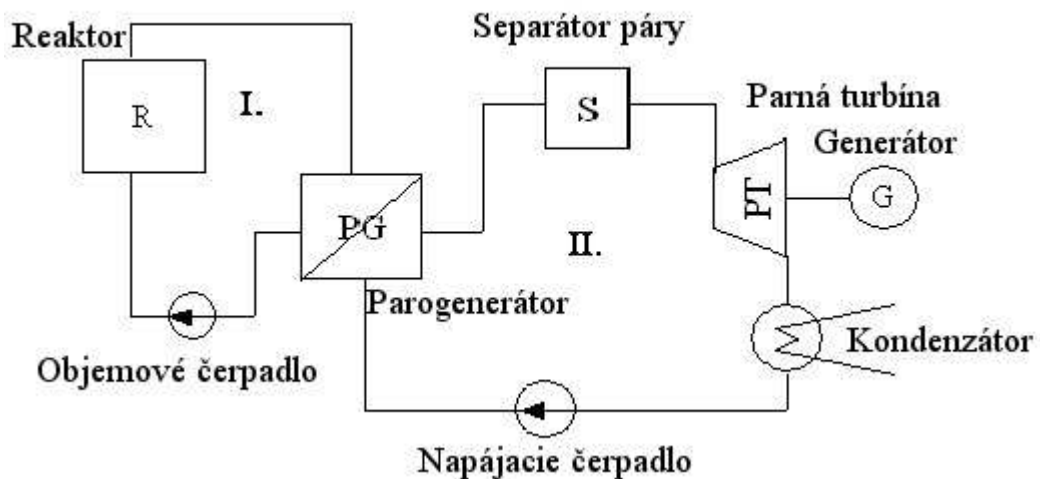 Reaktor
R
I.
Separátor páry
S
Parná turbína
Generátor
PG
PT
G
II.
Parogenerátor
Objemové čerpadlo
Kondenzátor
Napájacie čerpadlo